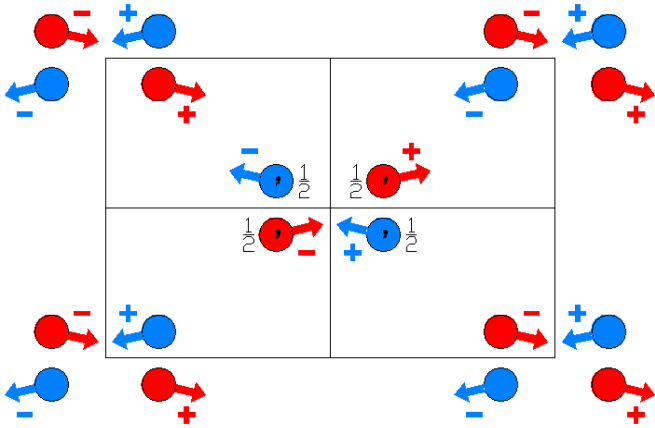 − + − +
− + − +
− +
, 1/2 1/2 ,
1/2 , , 1/2
− +
− + − +
− + − +